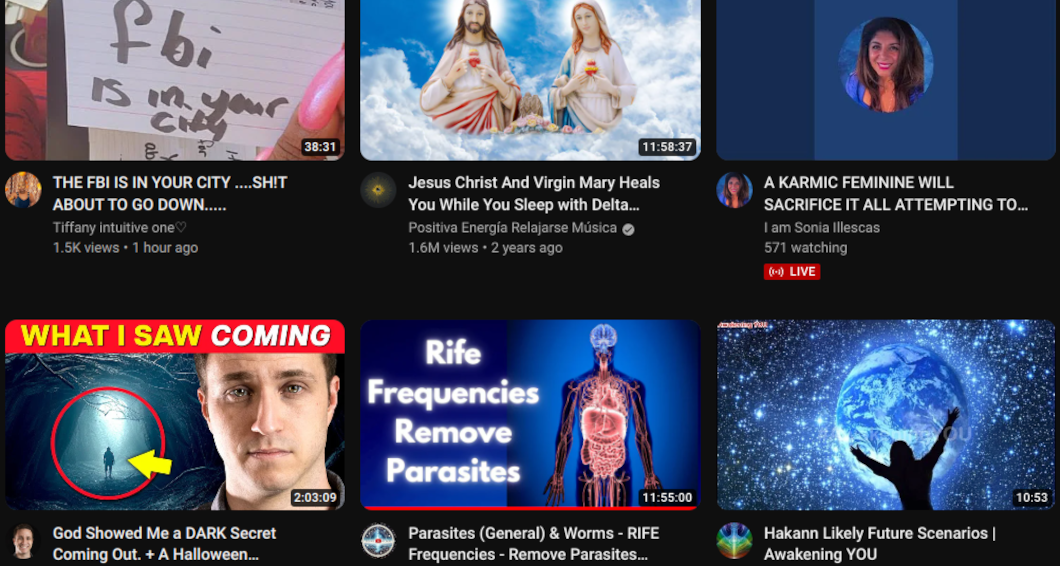 fbi
is in your
city
38:31
11:58:37
THE FBI IS IN YOUR CITY ....SH!T
ABOUT TO GO DOWN.....
Tiffany intuitive one♡
1.5K views • 1 hour ago
Jesus Christ And Virgin Mary Heals
You While You Sleep with Delta...
Positiva Energía Relajarse Música
1.6M views • 2 years ago
A KARMIC FEMININE WILL
SACRIFICE IT ALL ATTEMPTING TO...
I am Sonia Illescas
571 watching
LIVE
WHAT I SAW COMING
2:03:09
Rife
Frequencies
Remove
Parasites
11:55:00
Awakening YOU
YOU
10:53
God Showed Me a DARK Secret
Coming Out. + A Halloween...
Parasites (General) & Worms - RIFE
Frequencies - Remove Parasites...
Hakann Likely Future Scenarios |
Awakening YOU